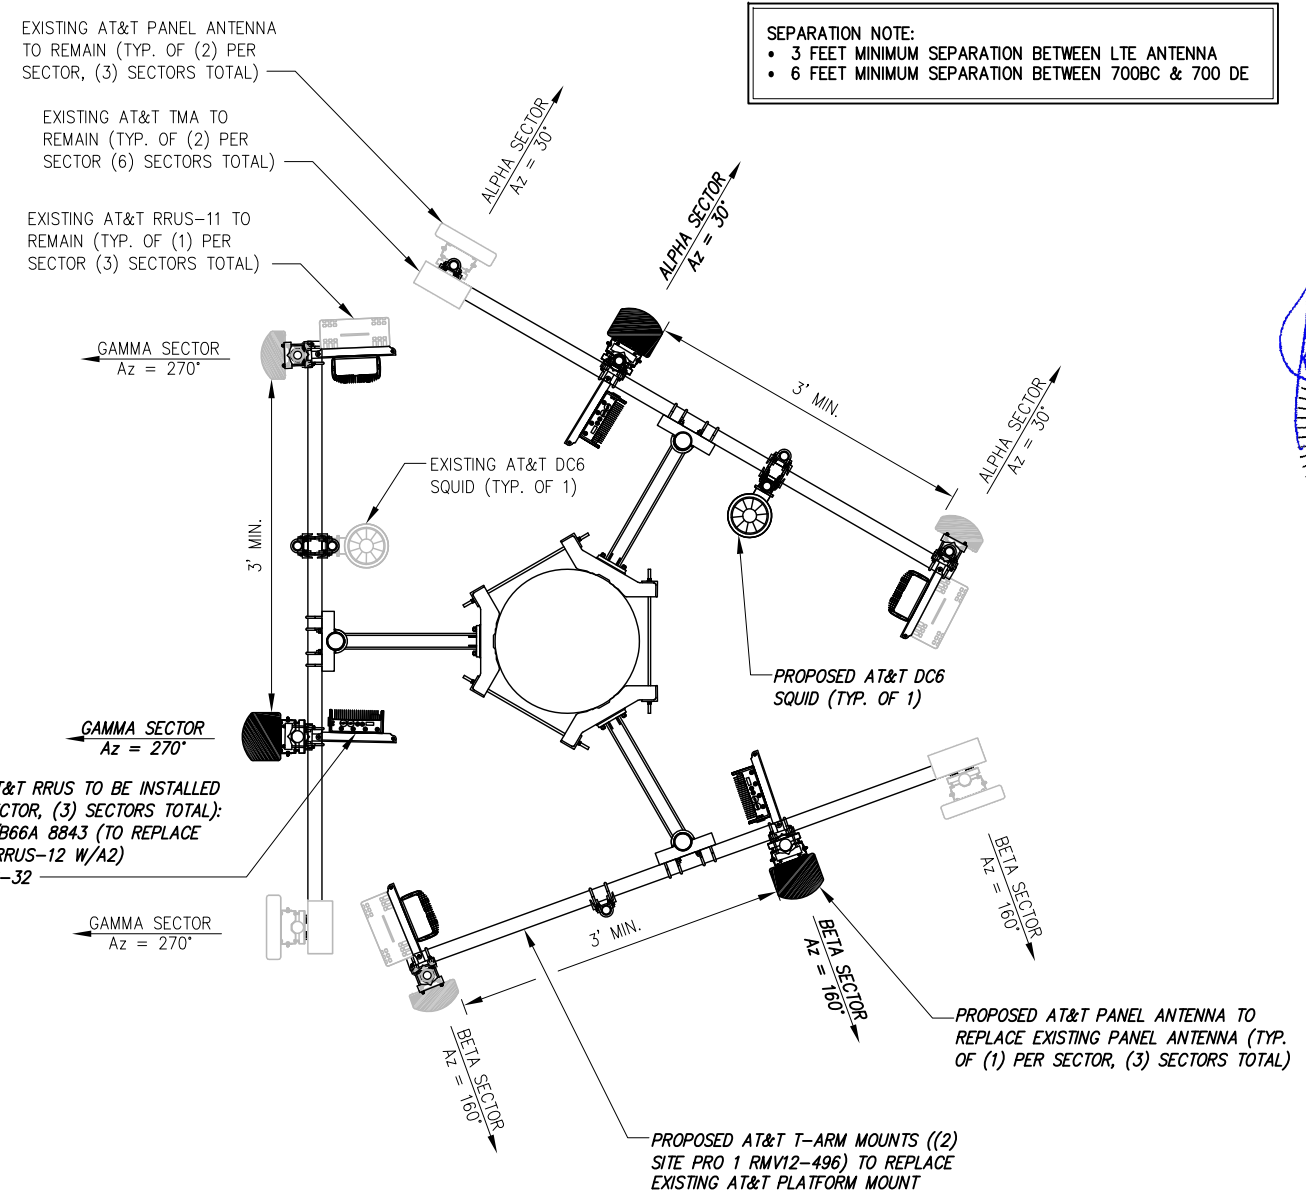 EXISTING AT&T PANEL ANTENNA
TO REMAIN (TYP. OF (2) PER
SECTOR, (3) SECTORS TOTAL)
SEPARATION NOTE:
• 3 FEET MINIMUM SEPARATION BETWEEN LTE ANTENNA
• 6 FEET MINIMUM SEPARATION BETWEEN 700BC & 700 DE
EXISTING AT&T TMA TO
REMAIN (TYP. OF (2) PER
SECTOR (6) SECTORS TOTAL)
ALPHA SECTOR
Az = 30°
ALPHA SECTOR
Az = 30°
EXISTING AT&T RRUS-11 TO
REMAIN (TYP. OF (1) PER
SECTOR (3) SECTORS TOTAL)
GAMMA SECTOR
Az = 270°
3' MIN.
ALPHA SECTOR
Az = 30°
EXISTING AT&T DC6
SQUID (TYP. OF 1)
3' MIN.
PROPOSED AT&T DC6
SQUID (TYP. OF 1)
GAMMA SECTOR
Az = 270°
T&T RRUS TO BE INSTALLED
CTOR, (3) SECTORS TOTAL):
B66A 8843 (TO REPLACE
RRUS-12 W/A2)
-32
GAMMA SECTOR
Az = 270°
3' MIN.
BETA SECTOR
Az = 160°
BETA SECTOR
Az = 160°
BETA SECTOR
Az = 160°
PROPOSED AT&T PANEL ANTENNA TO
REPLACE EXISTING PANEL ANTENNA (TYP.
OF (1) PER SECTOR, (3) SECTORS TOTAL)
PROPOSED AT&T T-ARM MOUNTS ((2)
SITE PRO 1 RMV12-496) TO REPLACE
EXISTING AT&T PLATFORM MOUNT